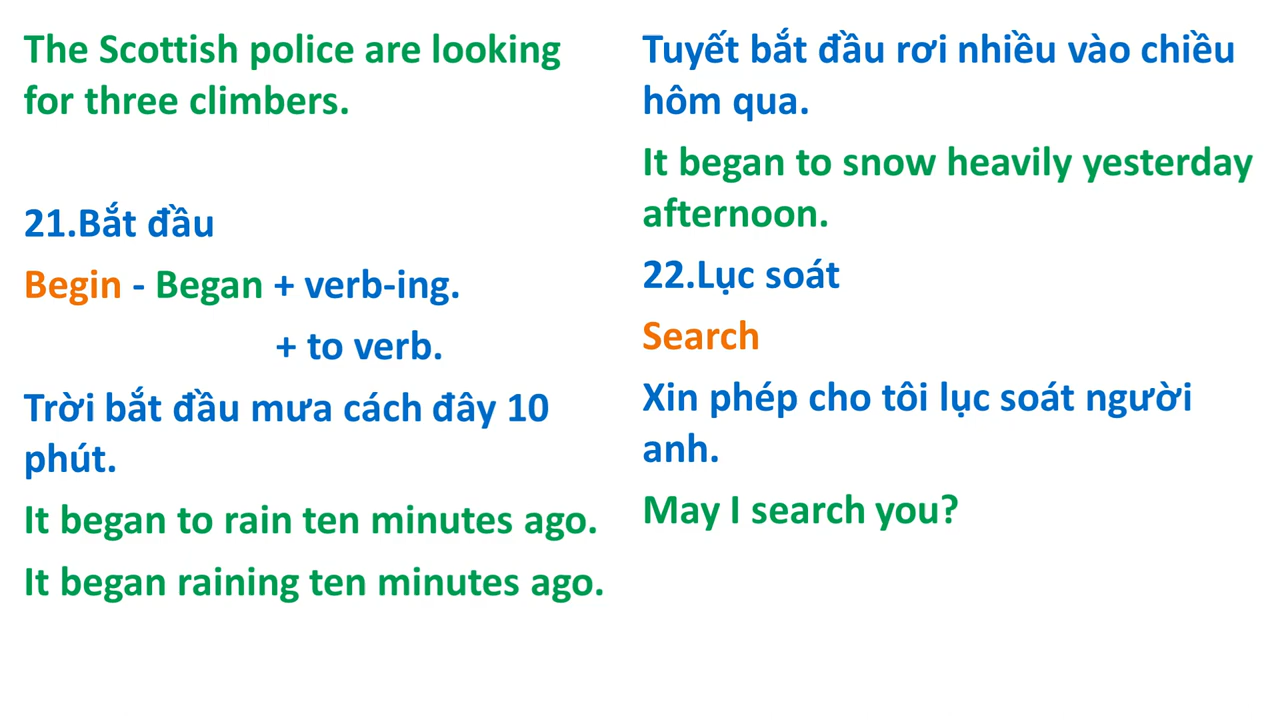 The Scottish police are looking
for three climbers.
21.Bắt đầu
Begin - Began + verb-ing.
+ to verb.
Trời bắt đầu mưa cách đây 10
phút.
It began to rain ten minutes ago.
It began raining ten minutes ago.
Tuyết bắt đầu rơi nhiều vào chiều
hôm qua.
It began to snow heavily yesterday
afternoon.
22.Lục soát
Search
Xin phép cho tôi lục soát người
anh.
May I search you?